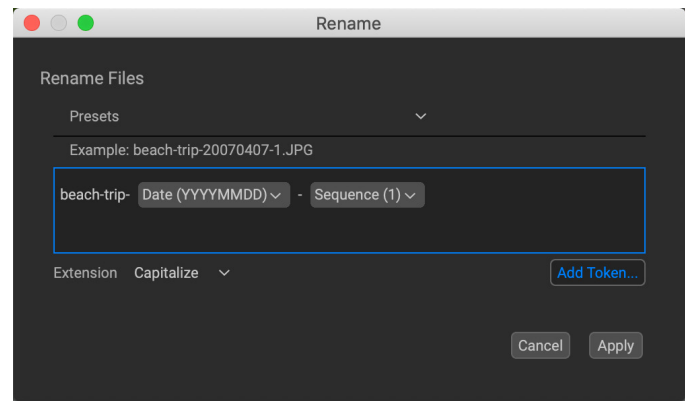 Rename
Rename Files
Presets
Example: beach-trip-20070407-1.JPG
beach-trip- Date (YYYYMMDD) - Sequence (1)
Extension Capitalize Add Token...
Cancel Apply